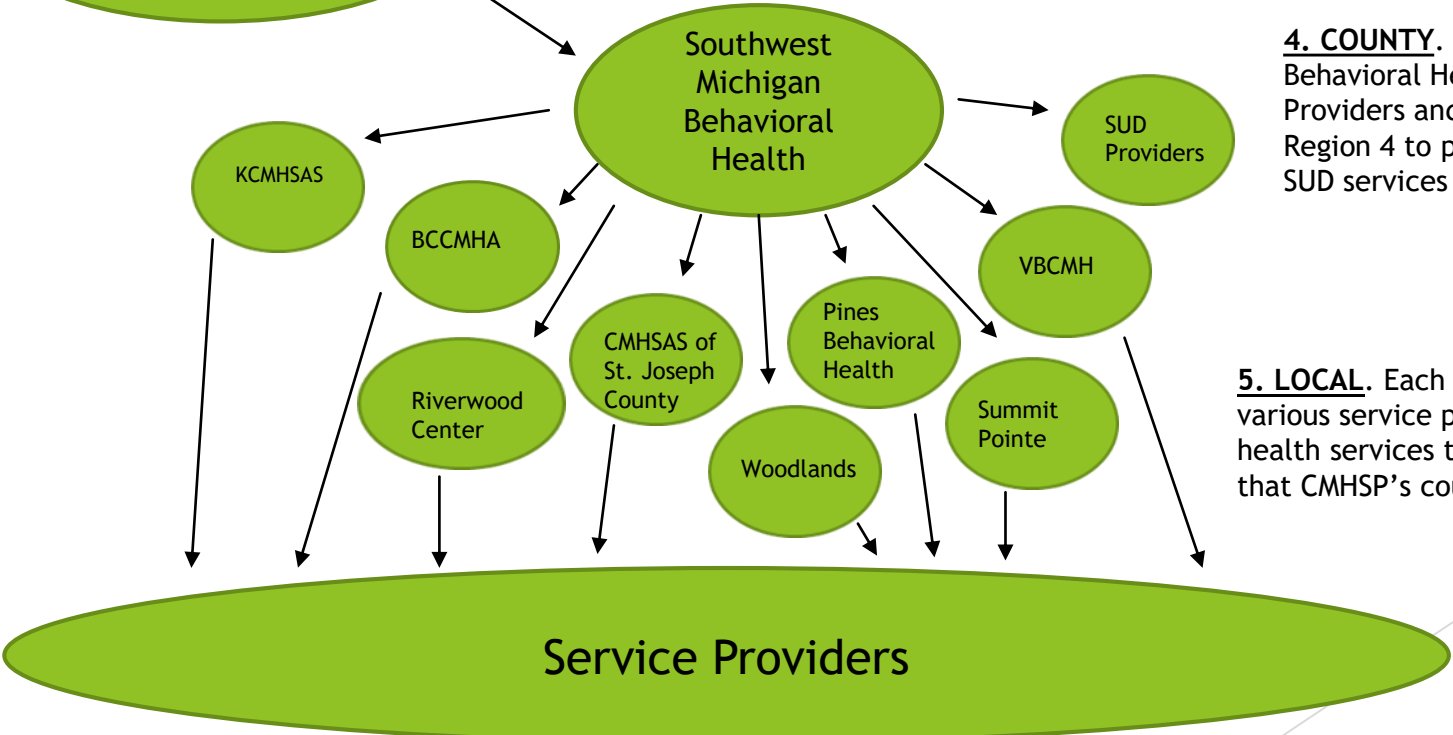 Southwest
Michigan
Behavioral
Health
4. COUNTY.
Behavioral He
Providers and
Region 4 to p
SUD services
SUD
Providers
KCMHSAS
BCCMHA
VBCMH
Pines
Behavioral
Health
CMHSAS of
St. Joseph
County
Riverwood
Center
Summit
Pointe
Woodlands
5. LOCAL. Each
various service p
health services t
that CMHSP’s cou
Service Providers